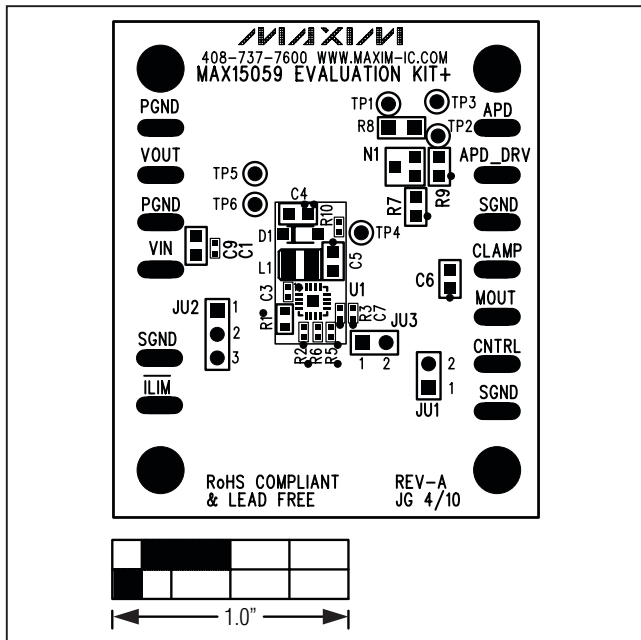 MAXIM
408-737-7600 WWW.MAXIM-IC.COM
MAX15059 EVALUATION KIT+
PGND
TP1
TP3
APD
R8
TP2
VOUT
N1
APD_DRV
TP5
R9
R7
TP6
C4
PGND
R10
SGND
D1
TP4
VIN
C9
C1
L1
C5
CLAMP
C6
C3
U1
JU2
1
2
3
R1
R3
C7
JU3
1 2
MOUT
R2
R6
R5
SGND
CNTRL
2
1
JU1
ILIM
SGND
RoHS COMPLIANT
& LEAD FREE
REV-A
JG 4/10
1.0"